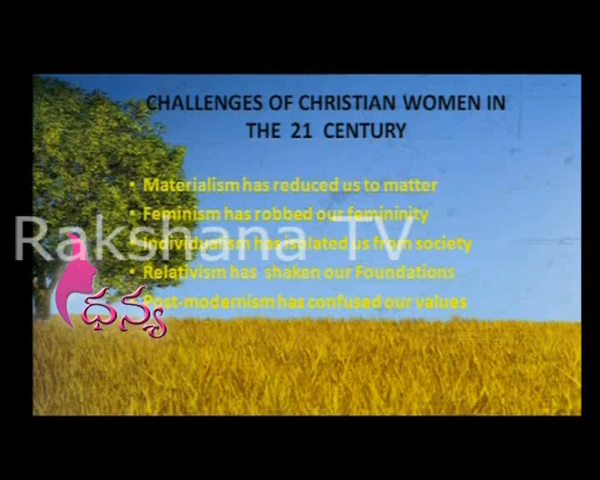 CHALLENGES OF CHRISTIAN WOMEN IN
THE 21 CENTURY
• Materialism has reduced us to matter
• Feminism has robbed our femininity
Rakshana TV
• Individualism has isolated us from society
• Relativism has shaken our Foundations
• Post-modernism has confused our values
ధన్య